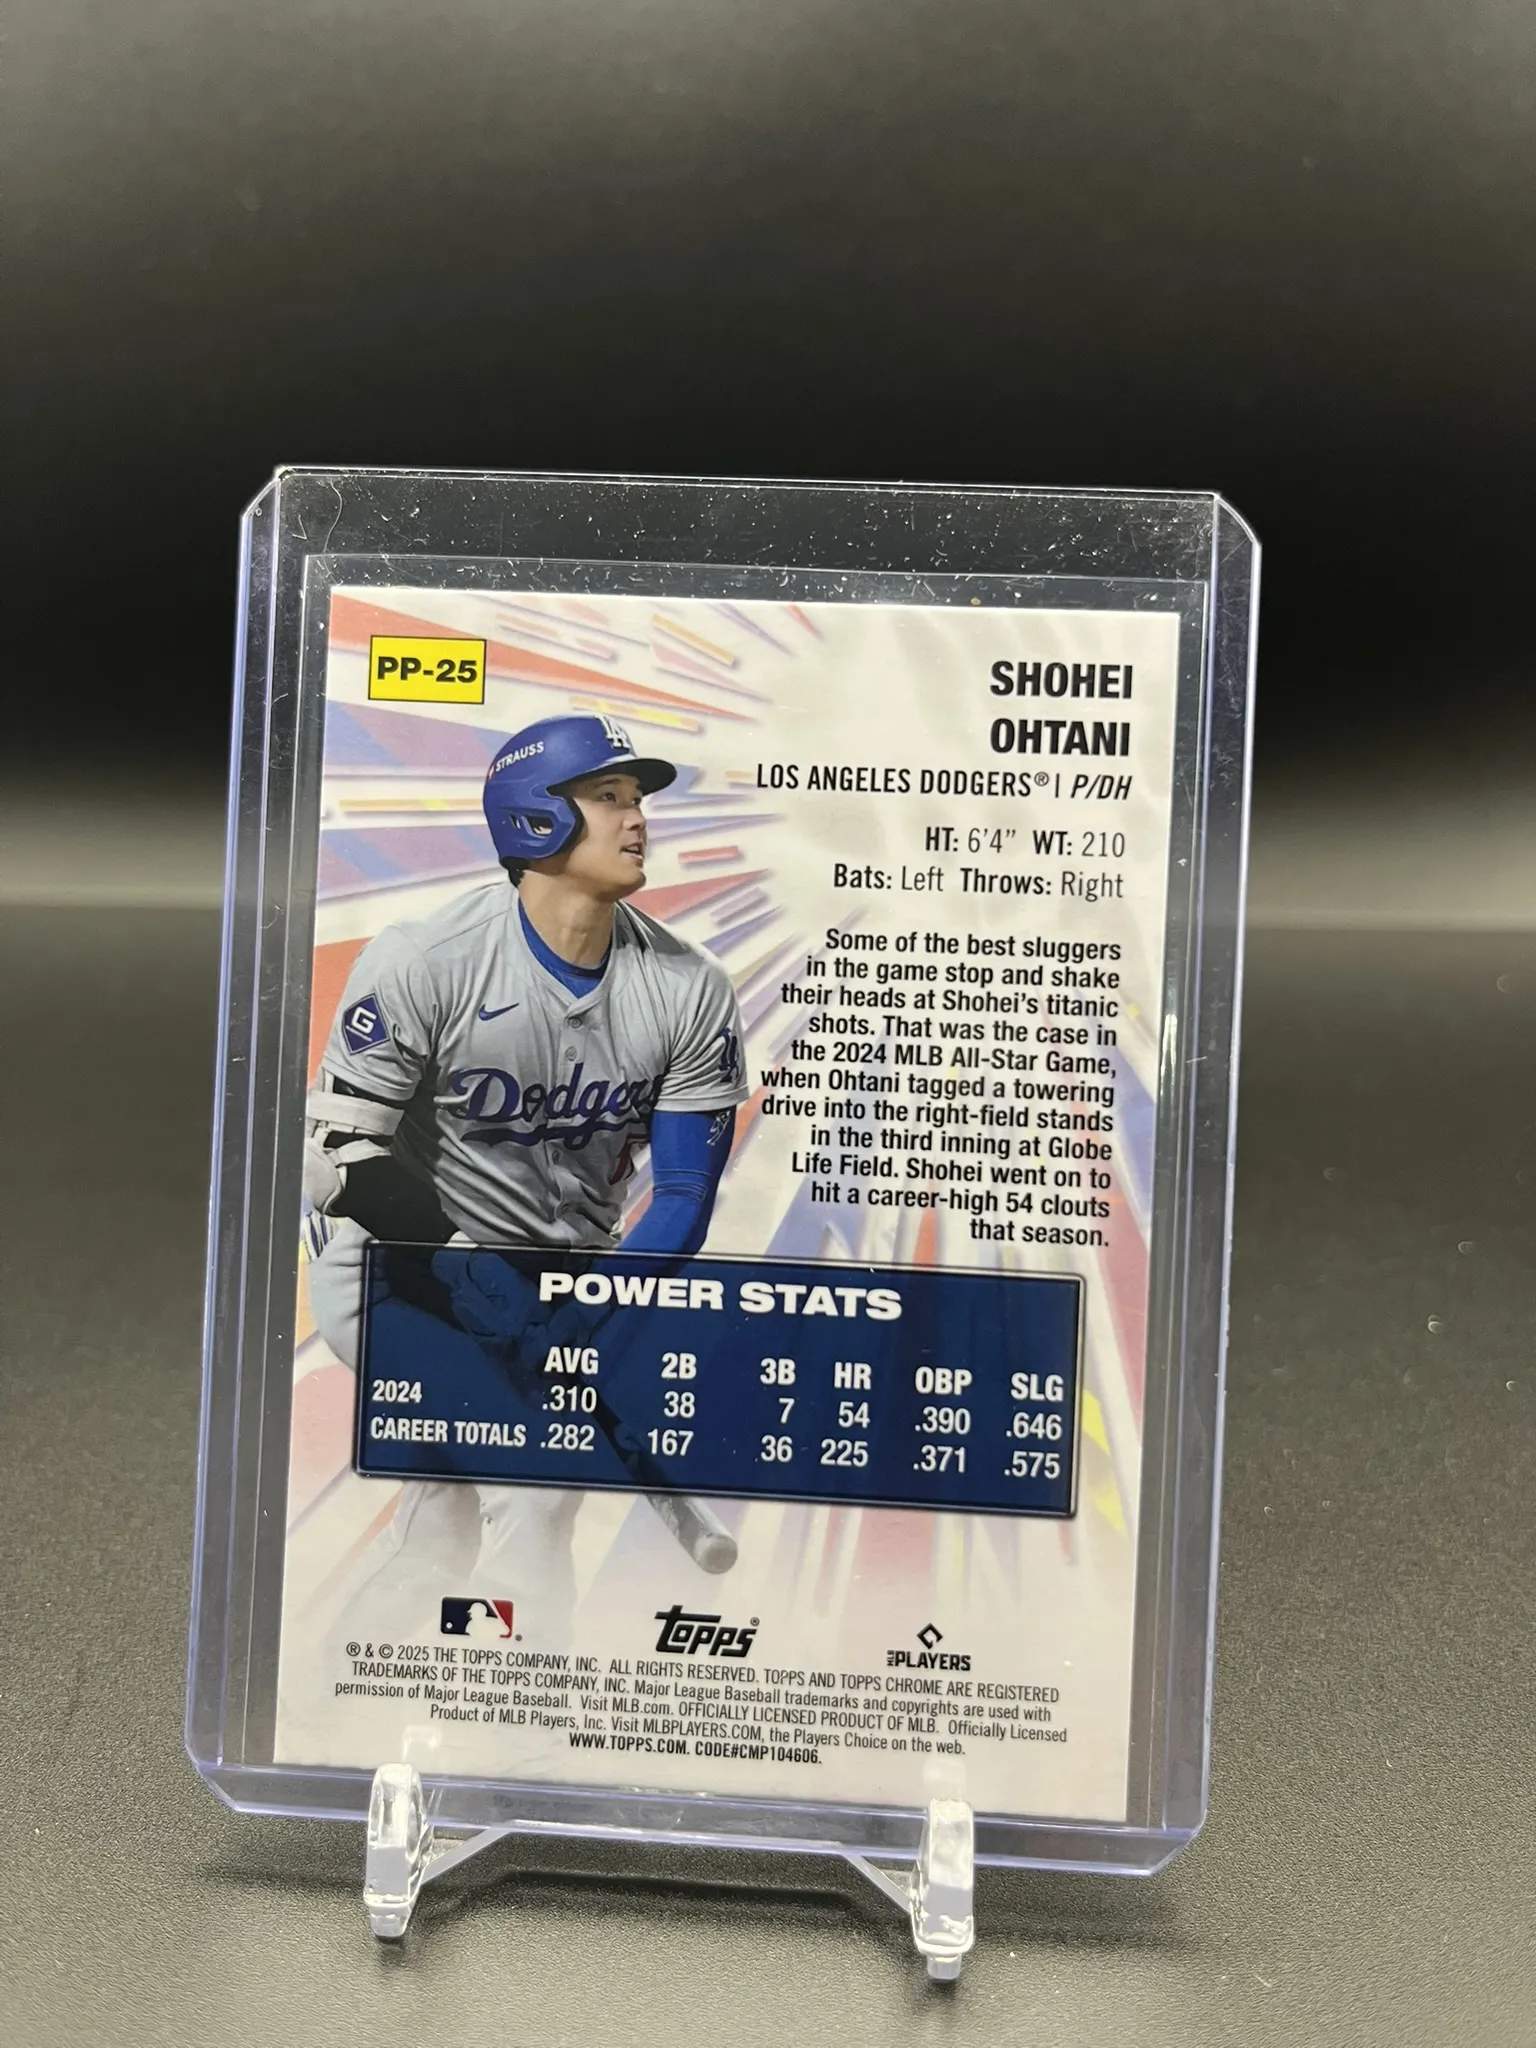 PP-25
SHOHEI
OHTANI
LOS ANGELES DODGERS® | P/DH
HT: 6'4" WT: 210
Bats: Left Throws: Right
STRAUSS
LA
G
Dodgers
LA
Some of the best sluggers
in the game stop and shake
their heads at Shohei's titanic
shots. That was the case in
the 2024 MLB All-Star Game,
when Ohtani tagged a towering
drive into the right-field stands
in the third inning at Globe
Life Field. Shohei went on to
hit a career-high 54 clouts
that season.
POWER STATS
AVG 2B 3B HR OBP SLG
2024 .310 38 7 54 .390 .646
CAREER TOTALS .282 167 36 225 .371 .575
topps®
MLB PLAYERS
® & © 2025 THE TOPPS COMPANY, INC. ALL RIGHTS RESERVED. TOPPS AND TOPPS CHROME ARE REGISTERED
TRADEMARKS OF THE TOPPS COMPANY, INC. Major League Baseball trademarks and copyrights are used with
permission of Major League Baseball. Visit MLB.com. OFFICIALLY LICENSED PRODUCT OF MLB. Officially Licensed
Product of MLB Players, Inc. Visit MLBPLAYERS.COM, the Players Choice on the web.
WWW.TOPPS.COM. CODE#CMP104606.